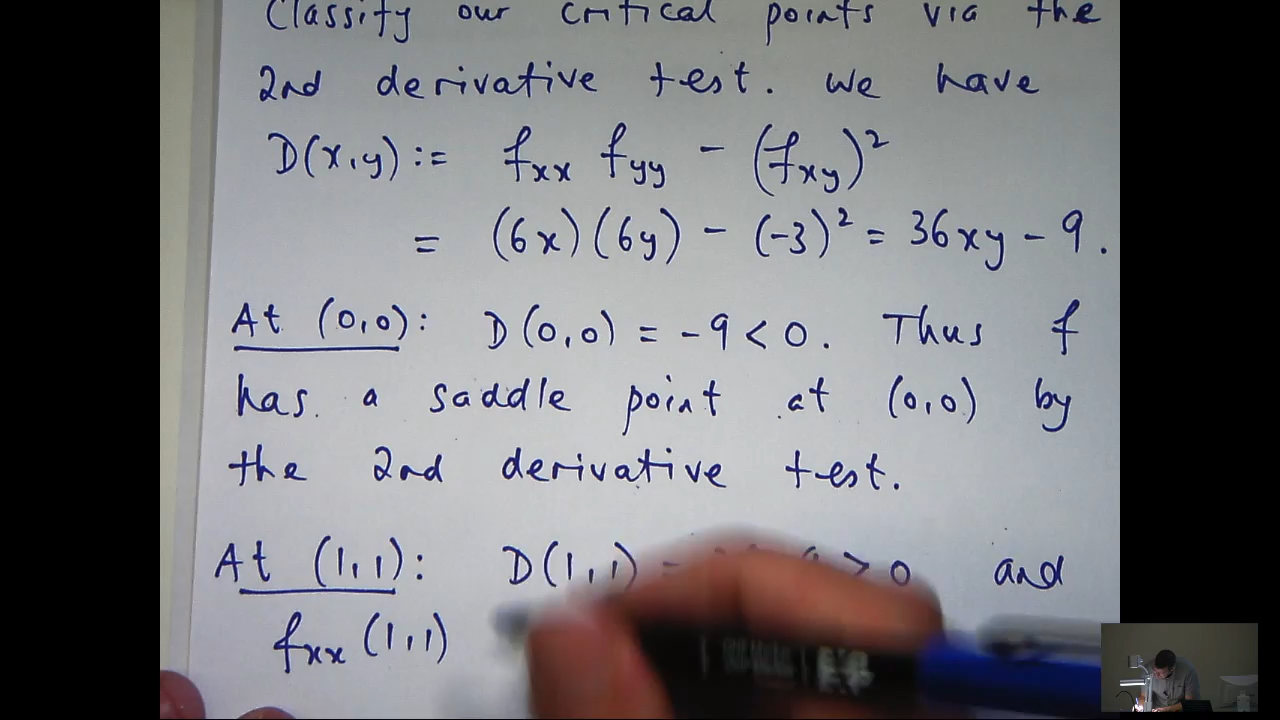 Classify our critical points via the
2nd derivative test. We have
D(x,y) := fxx fyy - (fxy)²
= (6x)(6y) - (-3)² = 36xy - 9.
At (0,0): D(0,0) = -9 < 0. Thus f
has a saddle point at (0,0) by
the 2nd derivative test.
At (1,1): D(1,1) > 0 and
fxx (1,1)